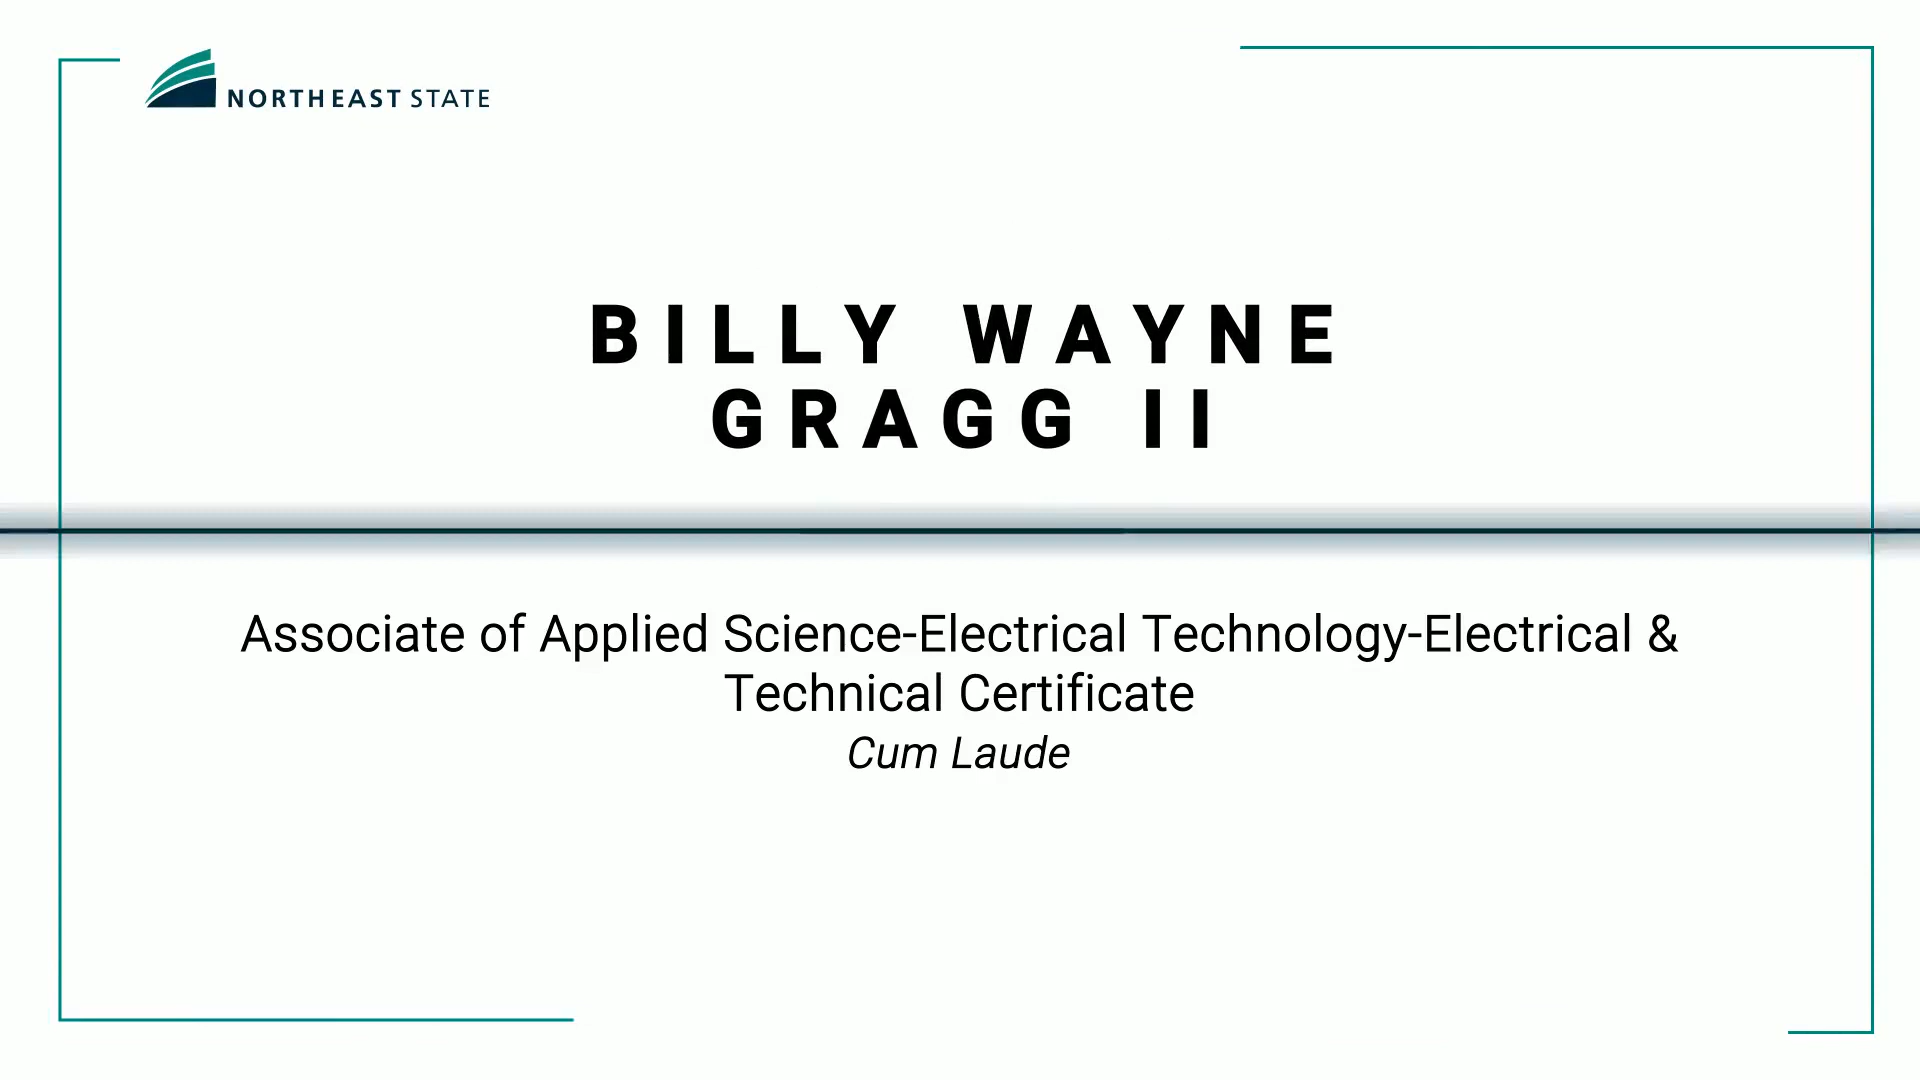 NORTHEAST STATE
BILLY WAYNE
GRAGG II
Associate of Applied Science-Electrical Technology-Electrical &
Technical Certificate
Cum Laude